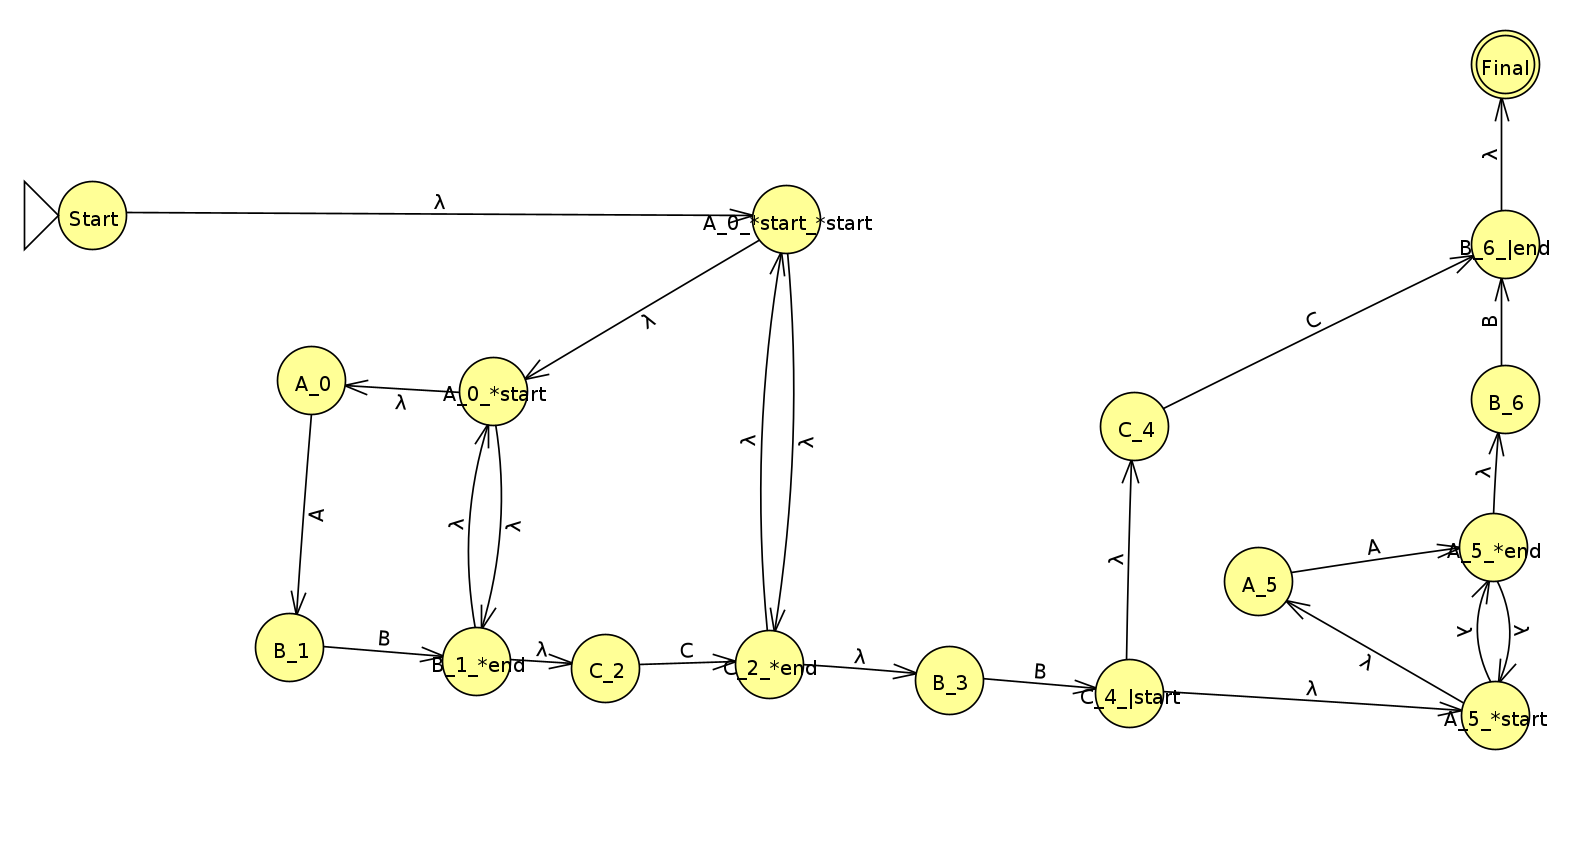 Final
λ
λ
Start
A_0_*start_*start
B_6_|end
λ
C
B
A_0
λ
A_0_*start
C_4
B_6
λ
λ
λ
A
λ
λ
λ
A
A_5_*end
λ
A_5
B_1
B
B_1_*end
λ
C_2
C
C_2_*end
λ
B_3
B
C_4_|start
λ
λ
λ
λ
A_5_*start